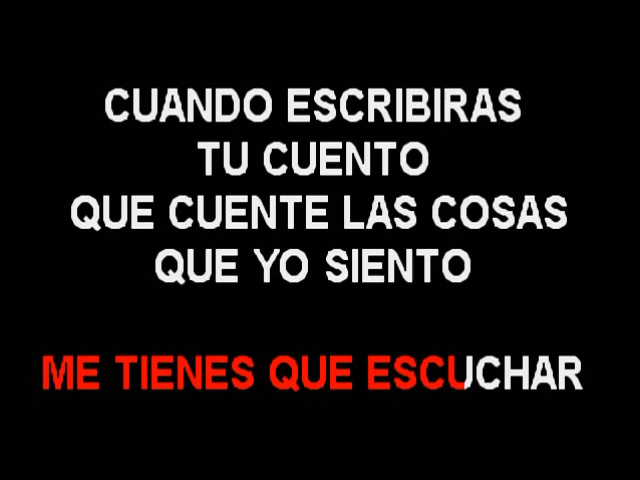 CUANDO ESCRIBIRAS
TU CUENTO
QUE CUENTE LAS COSAS
QUE YO SIENTO
ME TIENES QUE ESCUCHAR